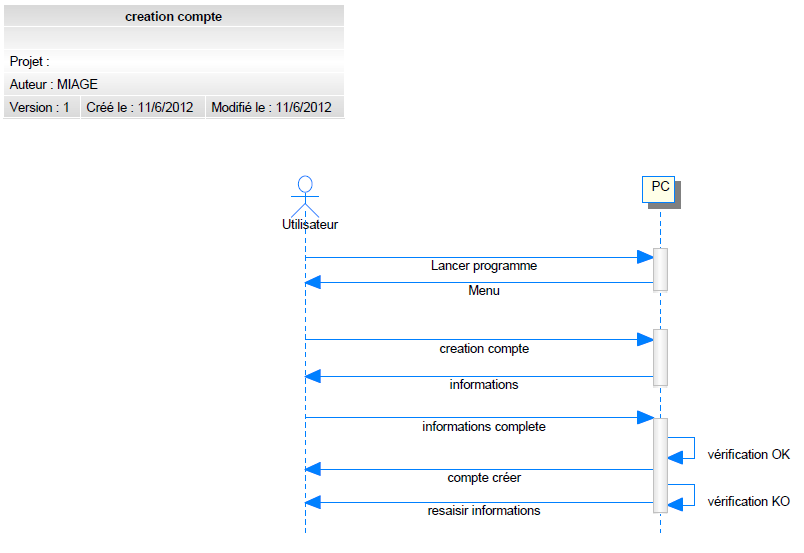 creation compte
Projet :
Auteur : MIAGE
Version : 1 Créé le : 11/6/2012 Modifié le : 11/6/2012
PC
Utilisateur
Lancer programme
Menu
creation compte
informations
informations complete
vérification OK
compte créer
vérification KO
resaisir informations